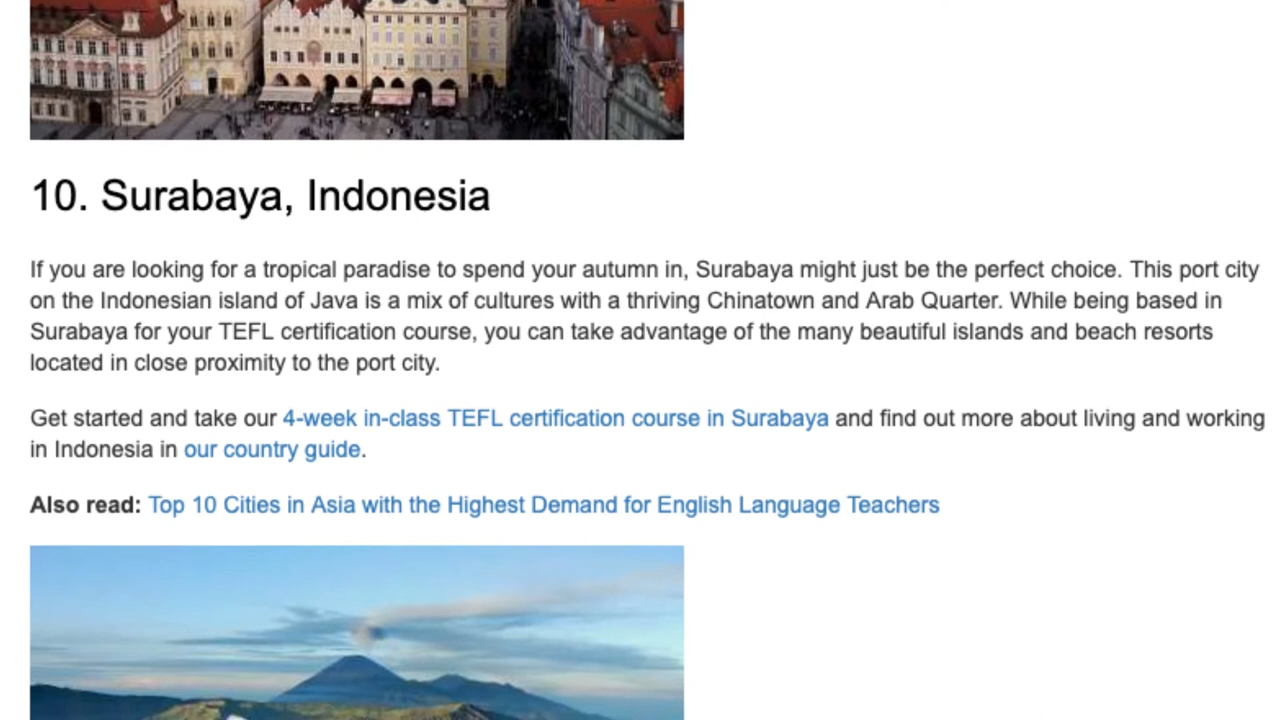 10. Surabaya, Indonesia
If you are looking for a tropical paradise to spend your autumn in, Surabaya might just be the perfect choice. This port city
on the Indonesian island of Java is a mix of cultures with a thriving Chinatown and Arab Quarter. While being based in
Surabaya for your TEFL certification course, you can take advantage of the many beautiful islands and beach resorts
located in close proximity to the port city.
Get started and take our 4-week in-class TEFL certification course in Surabaya and find out more about living and working
in Indonesia in our country guide.
Also read: Top 10 Cities in Asia with the Highest Demand for English Language Teachers